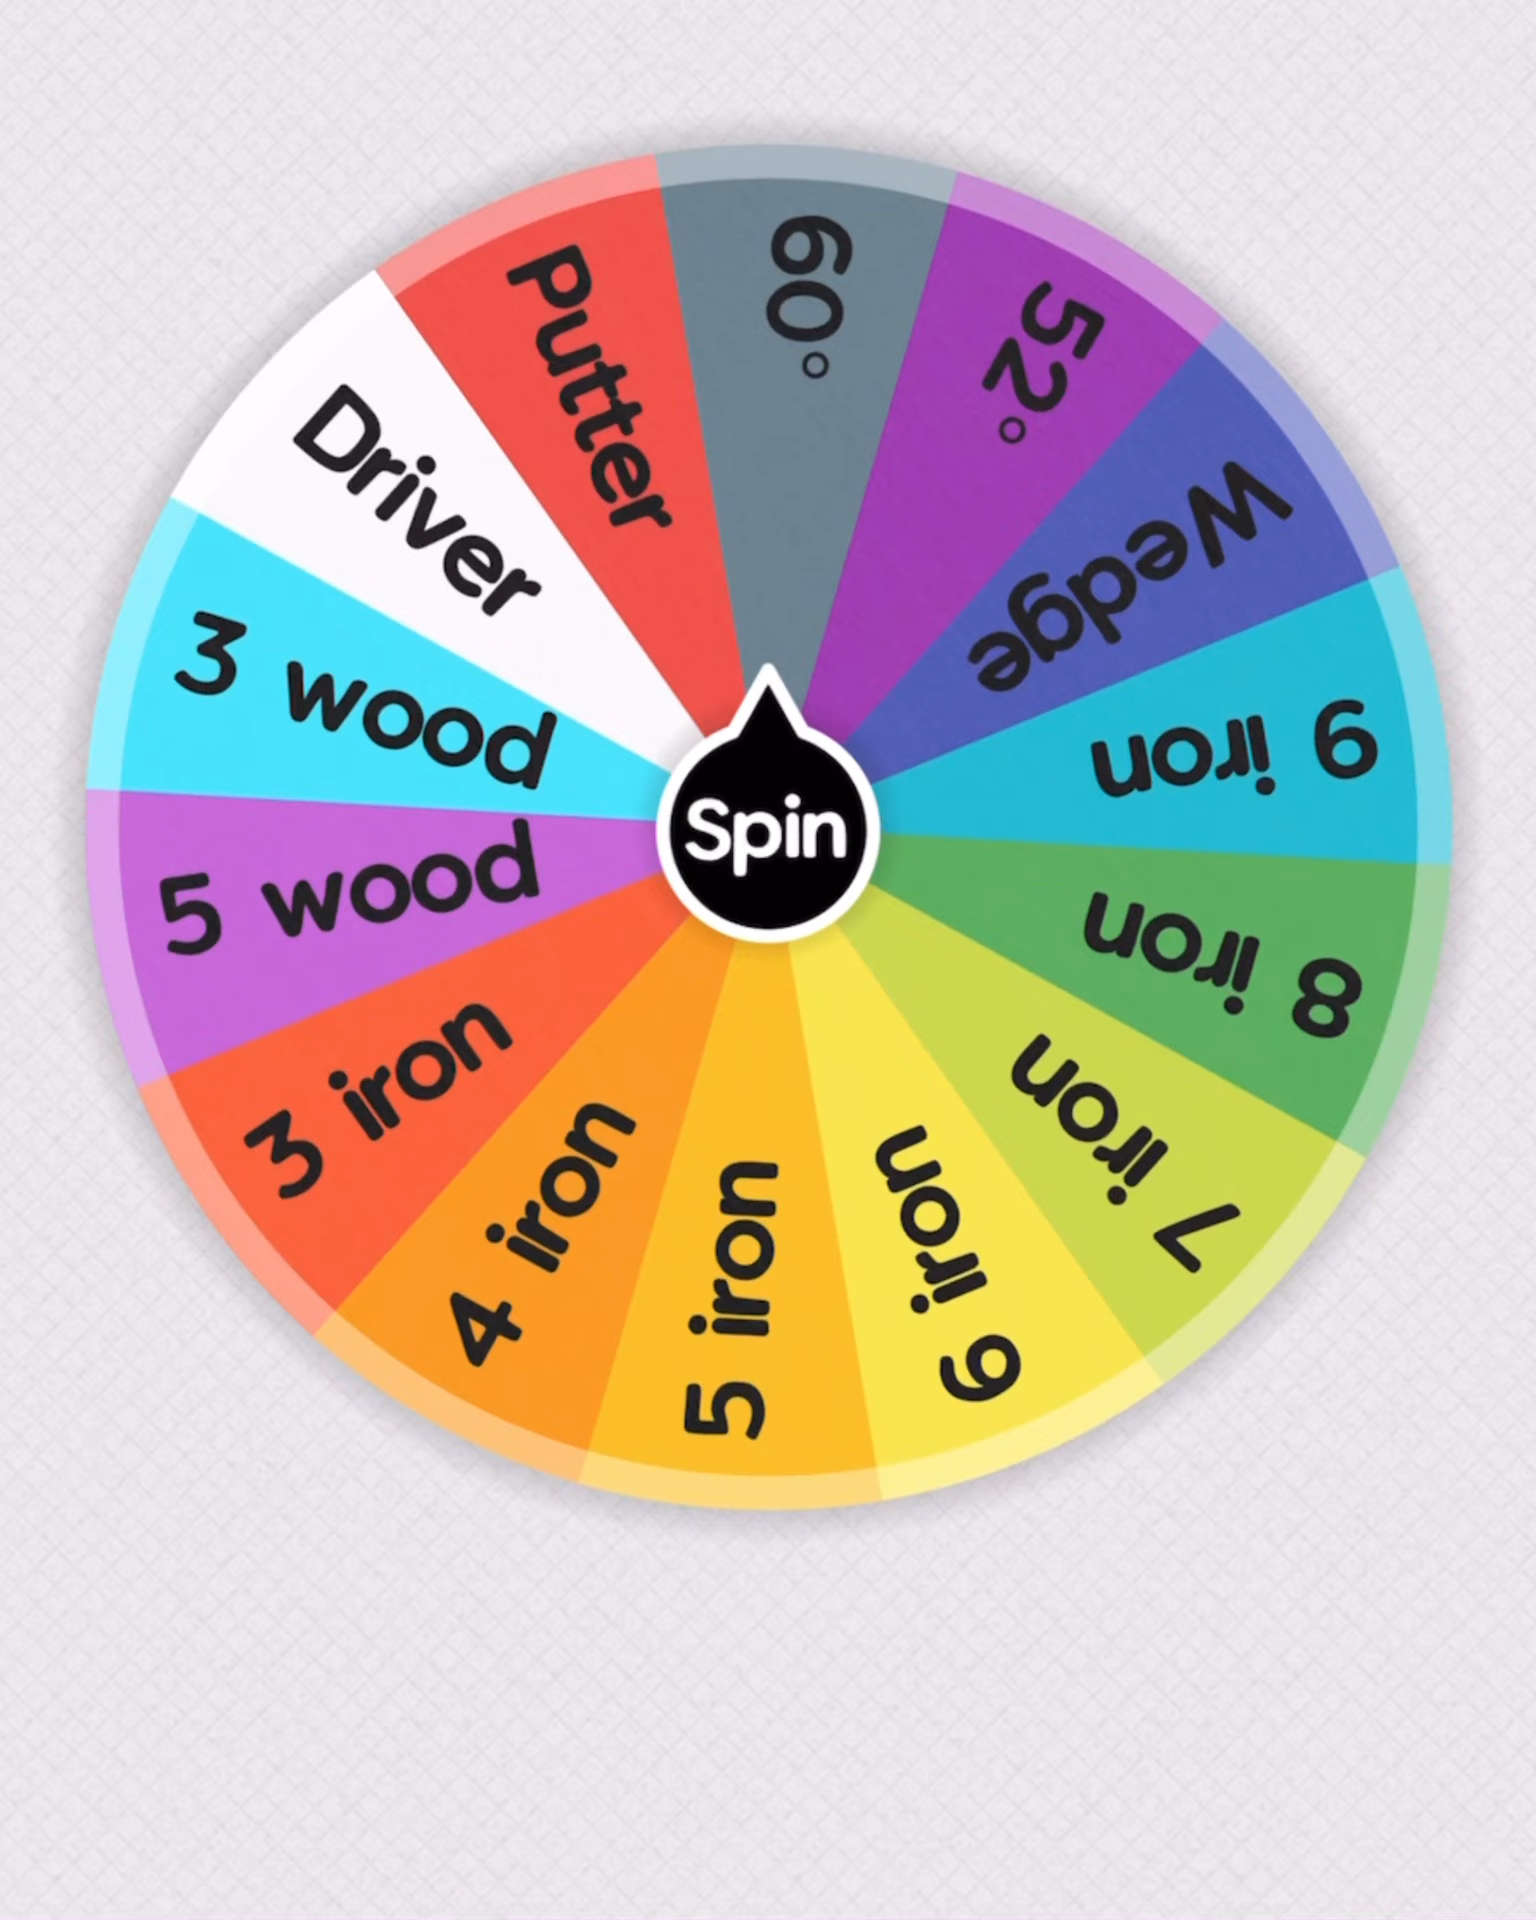 60°
52°
Wedge
9 iron
8 iron
7 iron
6 iron
5 iron
4 iron
3 iron
5 wood
3 wood
Driver
Putter
Spin